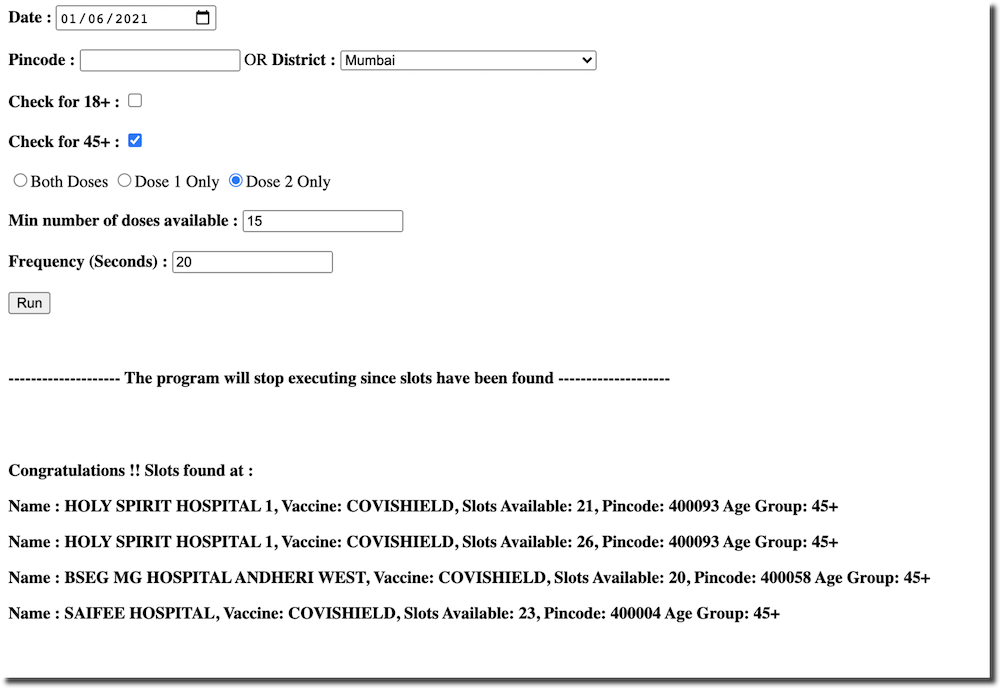 Date : 01/06/2021
Pincode : OR District : Mumbai
Check for 18+ :
Check for 45+ :
Both Doses Dose 1 Only Dose 2 Only
Min number of doses available : 15
Frequency (Seconds) : 20
Run
-------------------- The program will stop executing since slots have been found --------------------
Congratulations !! Slots found at :
Name : HOLY SPIRIT HOSPITAL 1, Vaccine: COVISHIELD, Slots Available: 21, Pincode: 400093 Age Group: 45+
Name : HOLY SPIRIT HOSPITAL 1, Vaccine: COVISHIELD, Slots Available: 26, Pincode: 400093 Age Group: 45+
Name : BSEG MG HOSPITAL ANDHERI WEST, Vaccine: COVISHIELD, Slots Available: 20, Pincode: 400058 Age Group: 45+
Name : SAIFEE HOSPITAL, Vaccine: COVISHIELD, Slots Available: 23, Pincode: 400004 Age Group: 45+